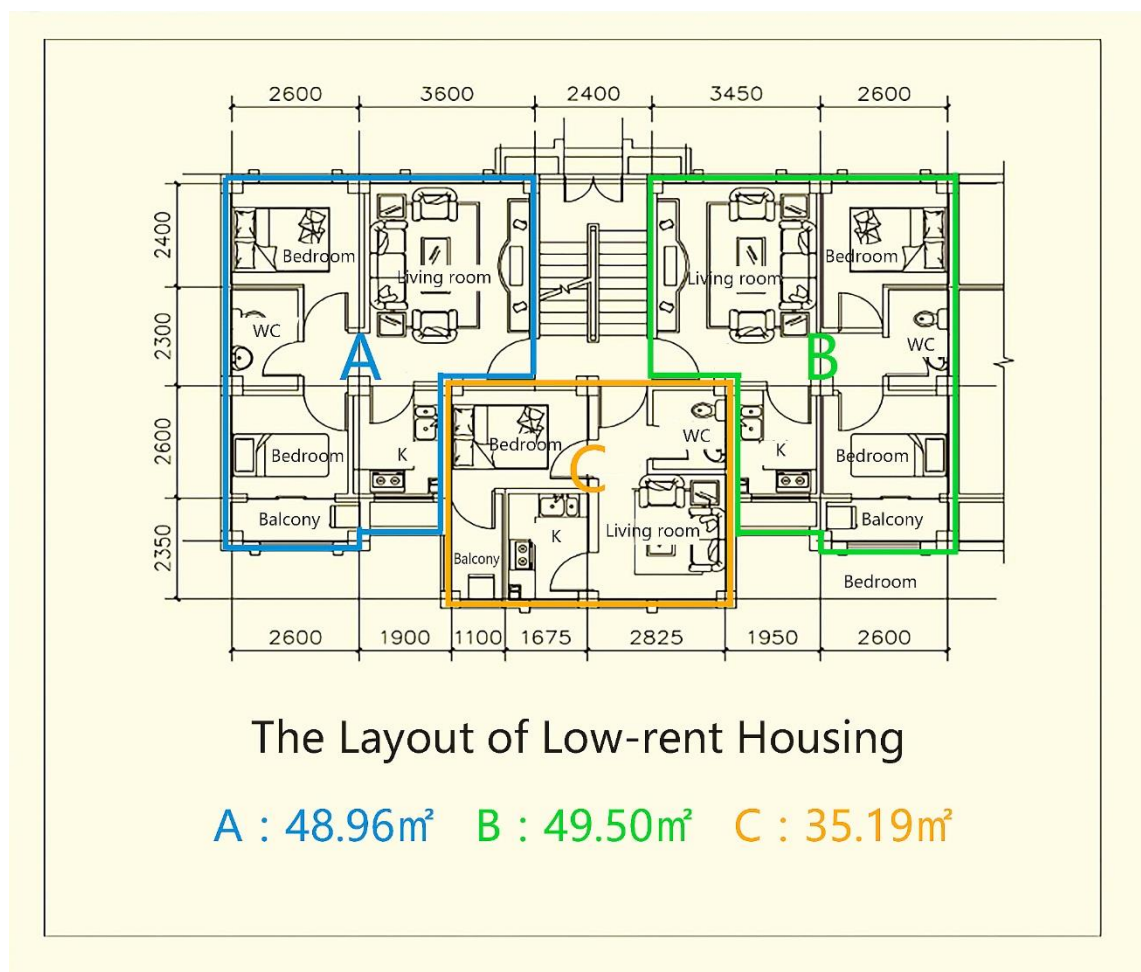 2600 3600 2400 3450 2600
2400
2300
2600
2350
Bedroom
Living room
Living room
Bedroom
WC
WC
A
B
Bedroom
K
Bedroom
C
WC
K
Bedroom
Balcony
Balcony
K
Living room
Balcony
Bedroom
2600 1900 1100 1675 2825 1950 2600
The Layout of Low-rent Housing
A：48.96㎡ B：49.50㎡ C：35.19㎡